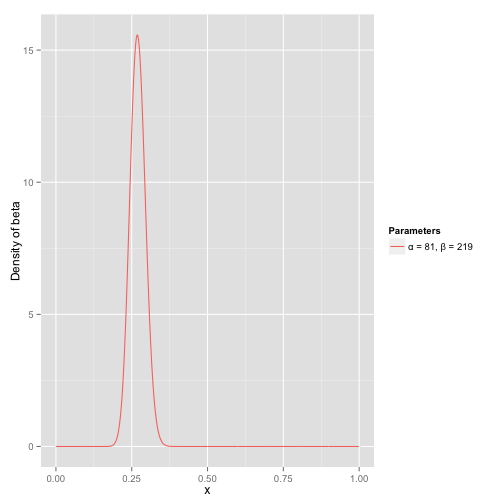 15
10
5
0
Density of beta
0.00 0.25 0.50 0.75 1.00
x
Parameters
α = 81, β = 219